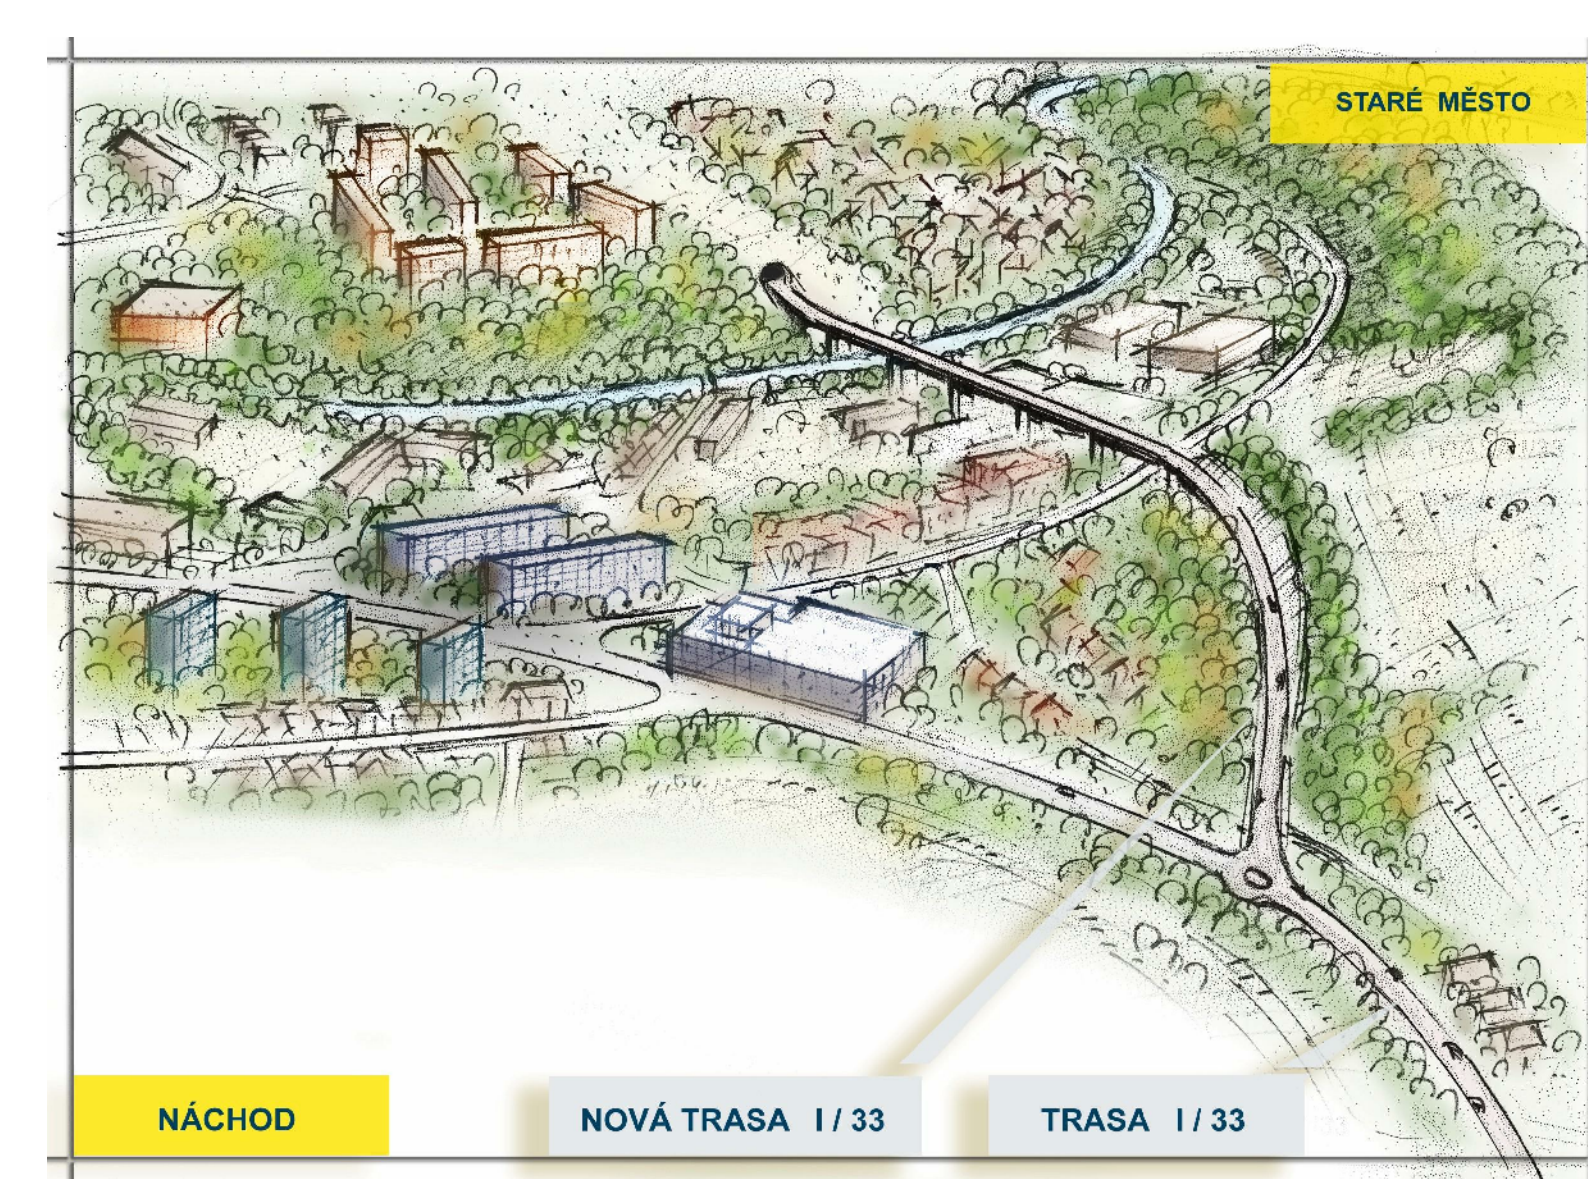 STARÉ MĚSTO
NÁCHOD
NOVÁ TRASA I / 33
TRASA I / 33